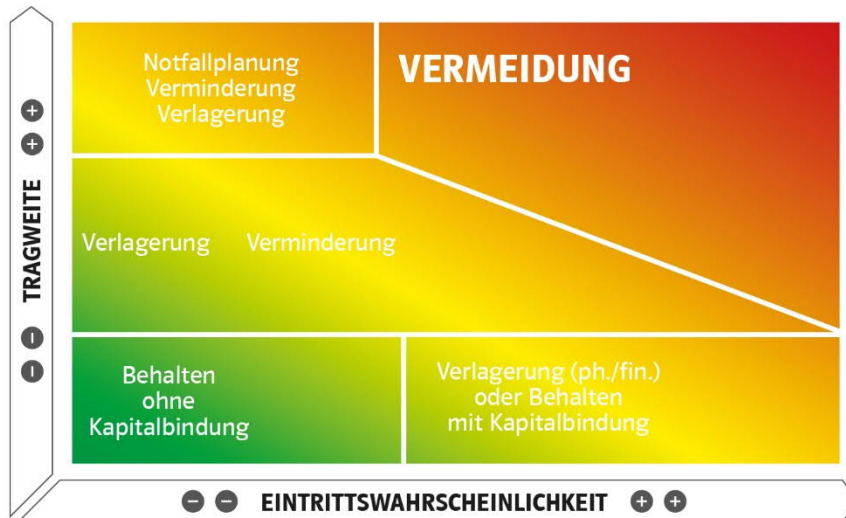 Notfallplanung
Verminderung
Verlagerung
VERMEIDUNG
Verlagerung
Verminderung
Behalten
ohne
Kapitalbindung
Verlagerung (ph./fin.)
oder Behalten
mit Kapitalbindung
+
+
TRAGWEITE
−
−
− − EINTRITTSWAHRSCHEINLICHKEIT + +